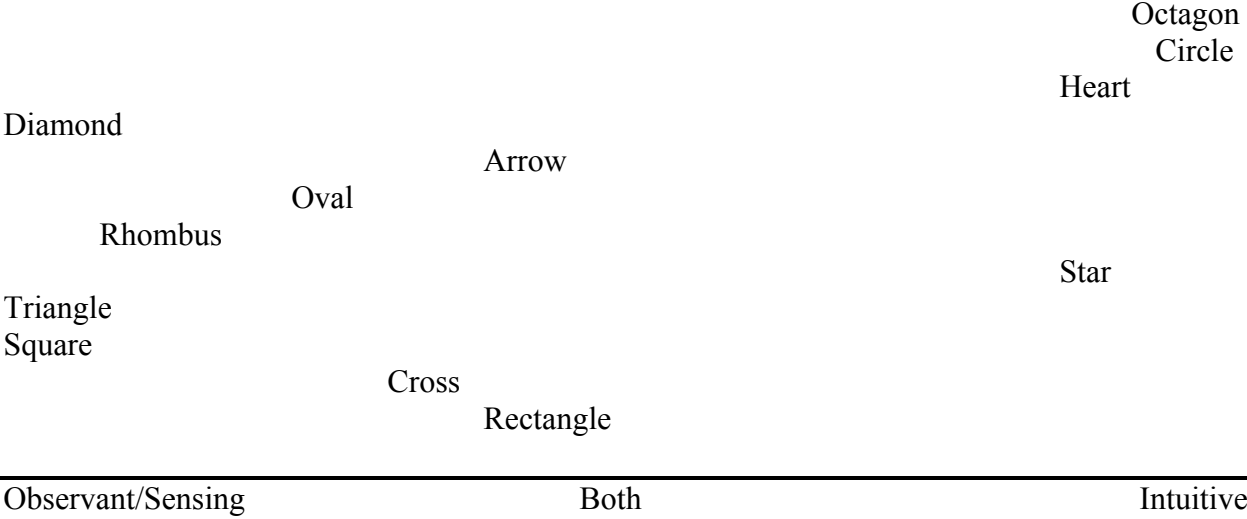 Octagon
Circle
Heart
Diamond
Arrow
Oval
Rhombus
Star
Triangle
Square
Cross
Rectangle
Observant/Sensing Both Intuitive